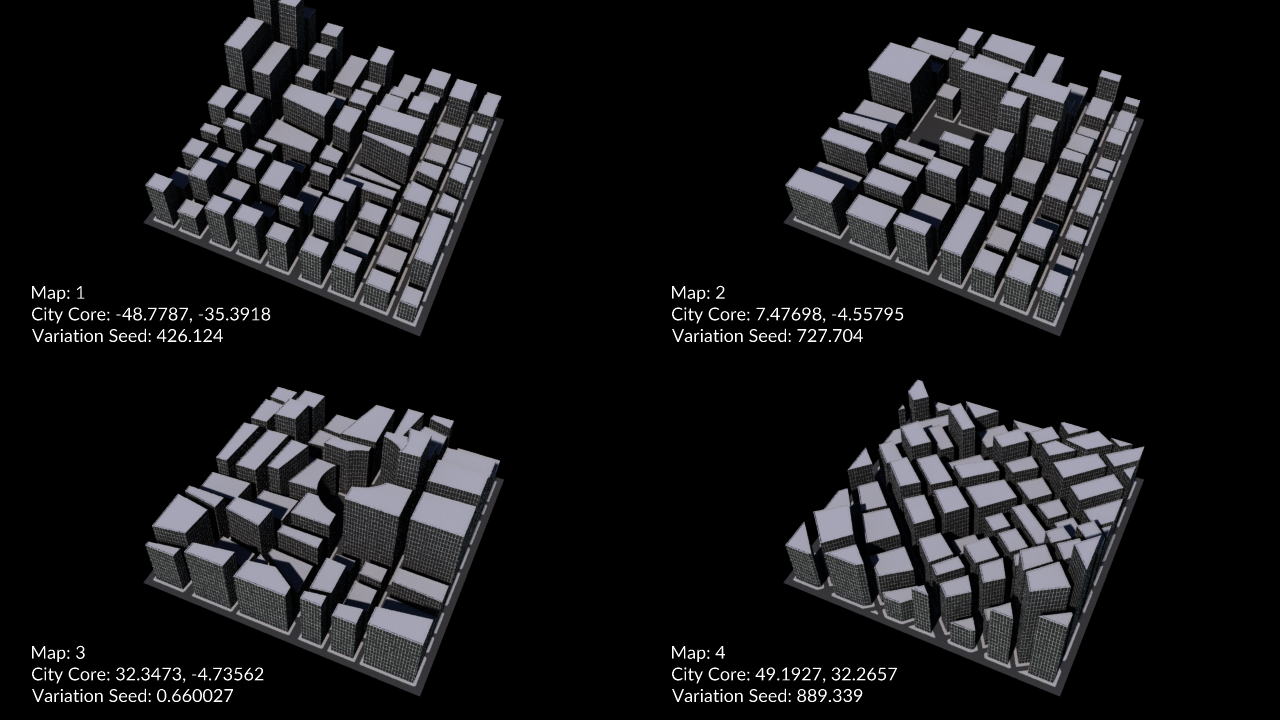 Map: 1
City Core: -48.7787, -35.3918
Variation Seed: 426.124
Map: 2
City Core: 7.47698, -4.55795
Variation Seed: 727.704
Map: 3
City Core: 32.3473, -4.73562
Variation Seed: 0.660027
Map: 4
City Core: 49.1927, 32.2657
Variation Seed: 889.339